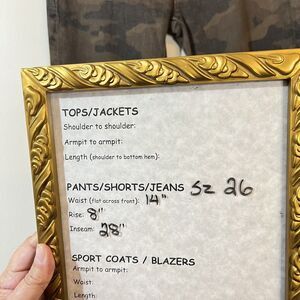 TOPS/JACKETS
Shoulder to shoulder:
Armpit to armpit:
Length (shoulder to bottom hem):
PANTS/SHORTS/JEANS SZ 26
Waist (flat across front): 14"
Rise: 8"
Inseam: 28"
SPORT COATS / BLAZERS
Armpit to armpit:
Waist:
Length: